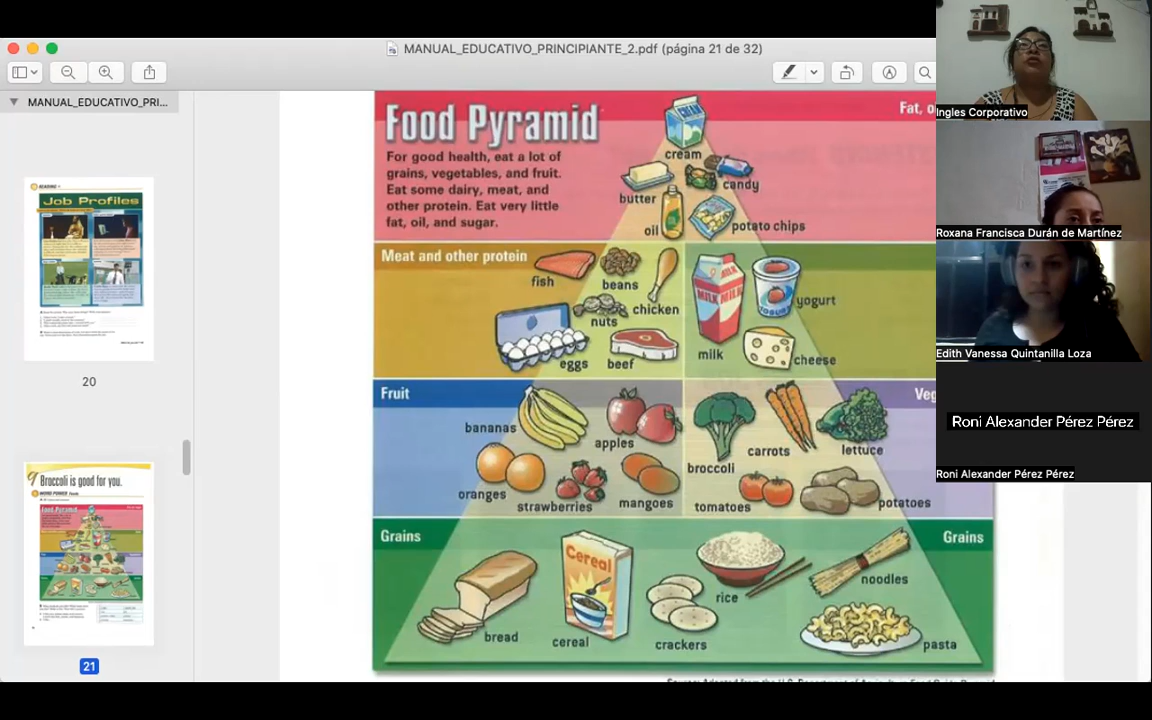 MANUAL_EDUCATIVO_PRINCIPIANTE_2.pdf (página 21 de 32)
MANUAL_EDUCATIVO_PRI...
Job Profiles
20
9 Broccoli is good for you.
Food Pyramid
21
Food Pyramid
For good health, eat a lot of
grains, vegetables, and fruit.
Eat some dairy, meat, and
other protein. Eat very little
fat, oil, and sugar.
Fat, o
CREAM
cream
candy
butter
oil
potato chips
Meat and other protein
fish
beans
chicken
nuts
eggs
beef
MILK
MILK
milk
yogurt
cheese
Fruit
bananas
apples
oranges
strawberries
mangoes
Veg
broccoli
carrots
lettuce
tomatoes
potatoes
Grains
Grains
bread
Cereal
cereal
crackers
rice
noodles
pasta
Ingles Corporativo
Roxana Francisca Durán de Martínez
Edith Vanessa Quintanilla Loza
Roni Alexander Pérez Pérez
Roni Alexander Pérez Pérez